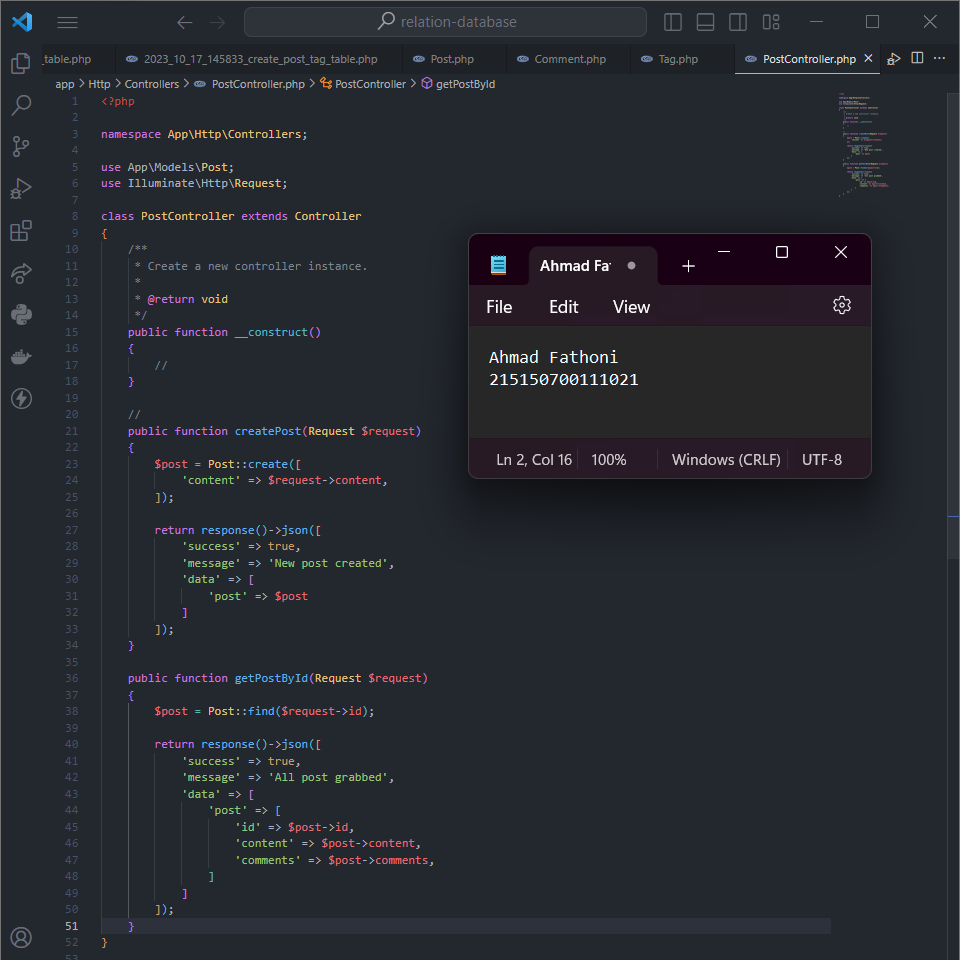 relation-database
_table.php
2023_10_17_145833_create_post_tag_table.php
Post.php
Comment.php
Tag.php
PostController.php
app > Http > Controllers > PostController.php > PostController > getPostById
1 <?php
2
3 namespace App\Http\Controllers;
4
5 use App\Models\Post;
6 use Illuminate\Http\Request;
7
8 class PostController extends Controller
9 {
10 /**
11 * Create a new controller instance.
12 *
13 * @return void
14 */
15 public function __construct()
16 {
17 //
18 }
19
20 //
21 public function createPost(Request $request)
22 {
23 $post = Post::create([
24 'content' => $request->content,
25 ]);
26
27 return response()->json([
28 'success' => true,
29 'message' => 'New post created',
30 'data' => [
31 'post' => $post
32 ]
33 ]);
34 }
35
36 public function getPostById(Request $request)
37 {
38 $post = Post::find($request->id);
39
40 return response()->json([
41 'success' => true,
42 'message' => 'All post grabbed',
43 'data' => [
44 'post' => [
45 'id' => $post->id,
46 'content' => $post->content,
47 'comments' => $post->comments,
48 ]
49 ]
50 ]);
51 }
52 }
53
Ahmad Fat
File Edit View
Ahmad Fathoni
215150700111021
Ln 2, Col 16 100% Windows (CRLF) UTF-8